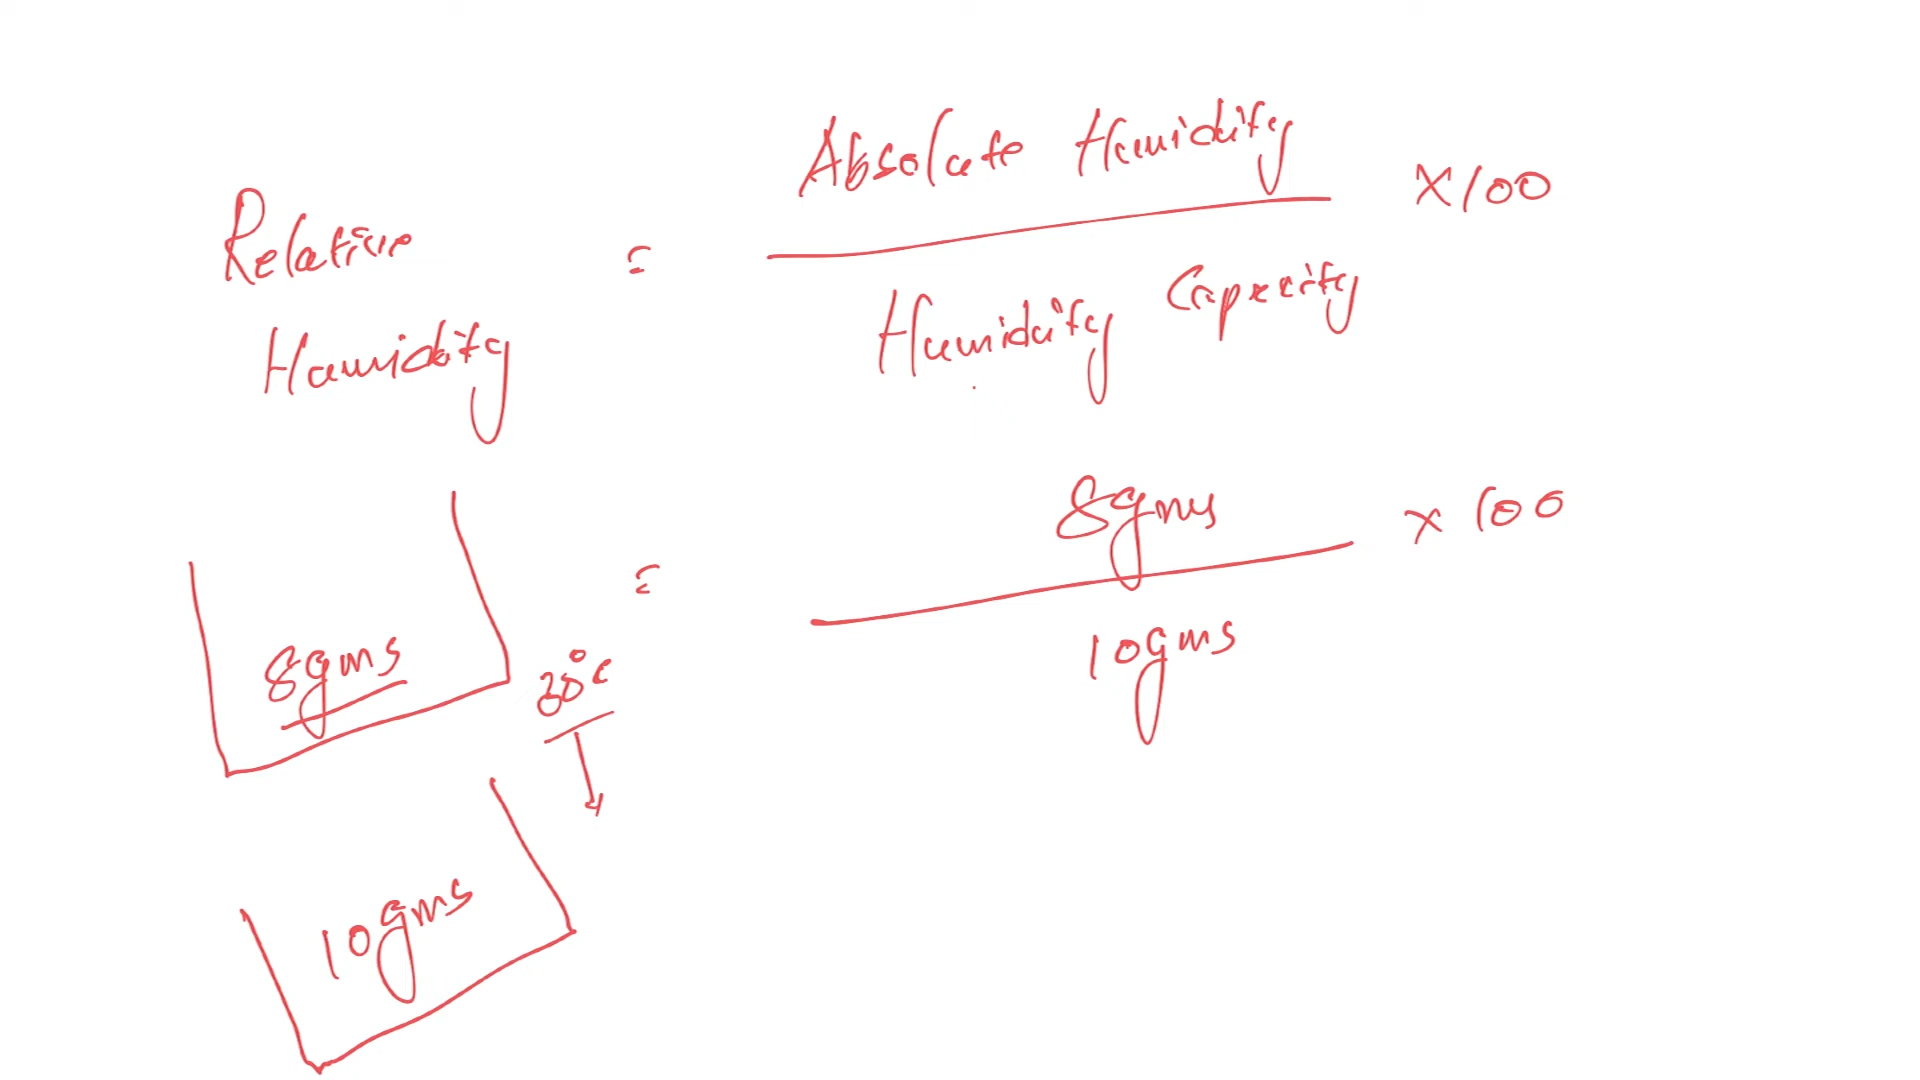 Relative Humidity = Absolute Humidity / Humidity Capacity × 100
= 8gms / 10gms × 100
8gms
30°C
10gms